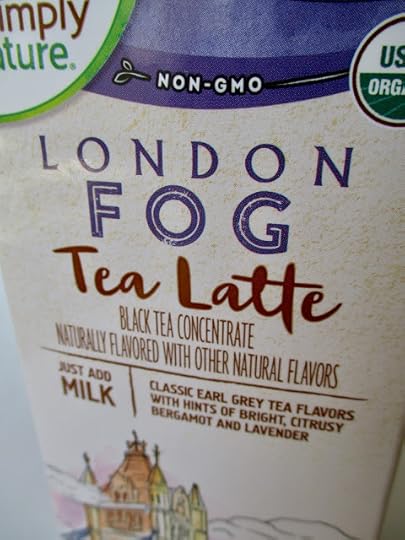 imply
ature®
NON-GMO
US
ORGA
LONDON
FOG
Tea Latte
BLACK TEA CONCENTRATE
NATURALLY FLAVORED WITH OTHER NATURAL FLAVORS
JUST ADD
MILK
CLASSIC EARL GREY TEA FLAVORS
WITH HINTS OF BRIGHT, CITRUSY
BERGAMOT AND LAVENDER